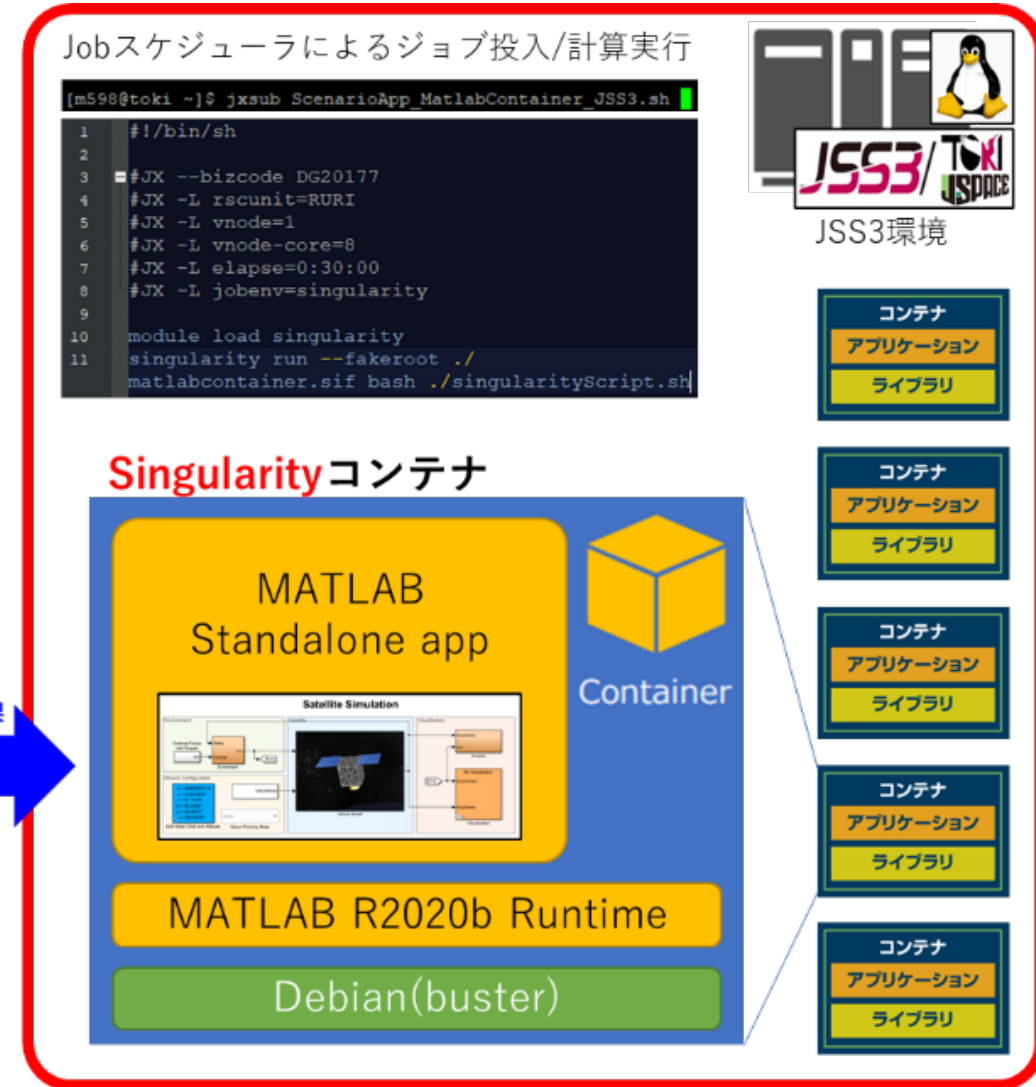 Jobスケジューラによるジョブ投入/計算実行
[m598@toki ~]$ jxsub ScenarioApp_MatlabContainer_JSS3.sh
1 #!/bin/sh
2
3 #JX --bizcode DG20177
4 #JX -L rscunit=RURI
5 #JX -L vnode=1
6 #JX -L vnode-core=8
7 #JX -L elapse=0:30:00
8 #JX -L jobenv=singularity
9
10 module load singularity
11 singularity run --fakeroot ./
matlabcontainer.sif bash ./singularityScript.sh
JSS3/
TOKI
JSPACE
JSS3環境
コンテナ
アプリケーション
ライブラリ
コンテナ
アプリケーション
ライブラリ
コンテナ
アプリケーション
ライブラリ
コンテナ
アプリケーション
ライブラリ
コンテナ
アプリケーション
ライブラリ
Singularityコンテナ
MATLAB
Standalone app
Container
Satellite Simulation
MATLAB R2020b Runtime
Debian(buster)